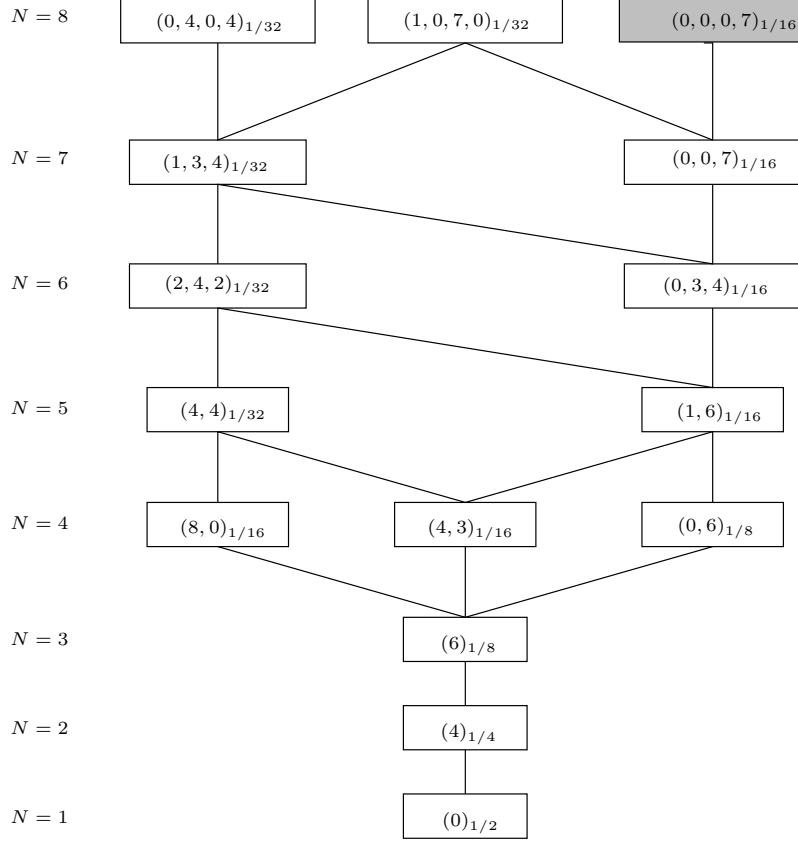 N = 8 (0, 4, 0, 4)_{1/32} (1, 0, 7, 0)_{1/32} (0, 0, 0, 7)_{1/16}
N = 7 (1, 3, 4)_{1/32} (0, 0, 7)_{1/16}
N = 6 (2, 4, 2)_{1/32} (0, 3, 4)_{1/16}
N = 5 (4, 4)_{1/32} (1, 6)_{1/16}
N = 4 (8, 0)_{1/16} (4, 3)_{1/16} (0, 6)_{1/8}
N = 3 (6)_{1/8}
N = 2 (4)_{1/4}
N = 1 (0)_{1/2}